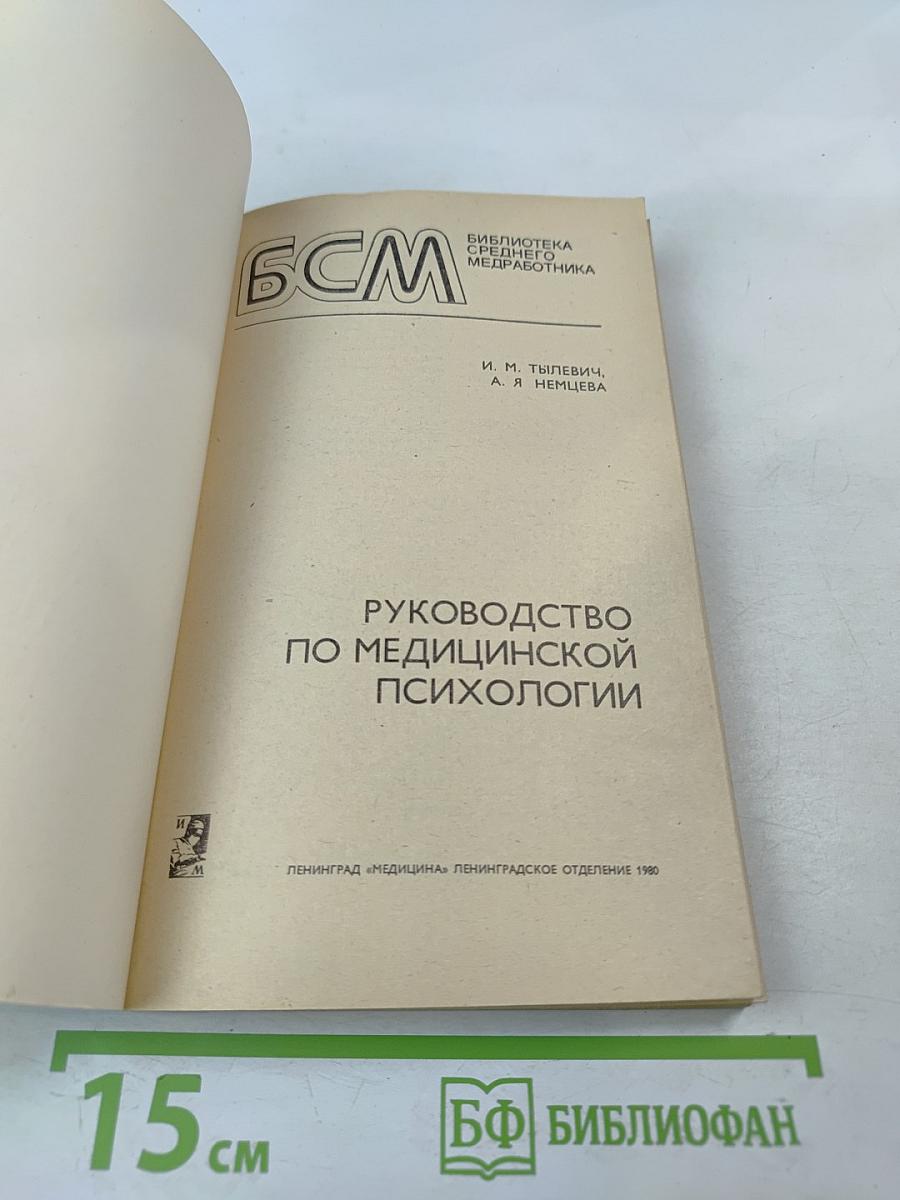 БСМ
БИБЛИОТЕКА
СРЕДНЕГО
МЕДРАБОТНИКА
И. М. ТЫЛЕВИЧ,
А. Я НЕМЦЕВА
РУКОВОДСТВО
ПО МЕДИЦИНСКОЙ
ПСИХОЛОГИИ
И
М
ЛЕНИНГРАД «МЕДИЦИНА» ЛЕНИНГРАДСКОЕ ОТДЕЛЕНИЕ 1980
15 см
БФ БИБЛИОФАН